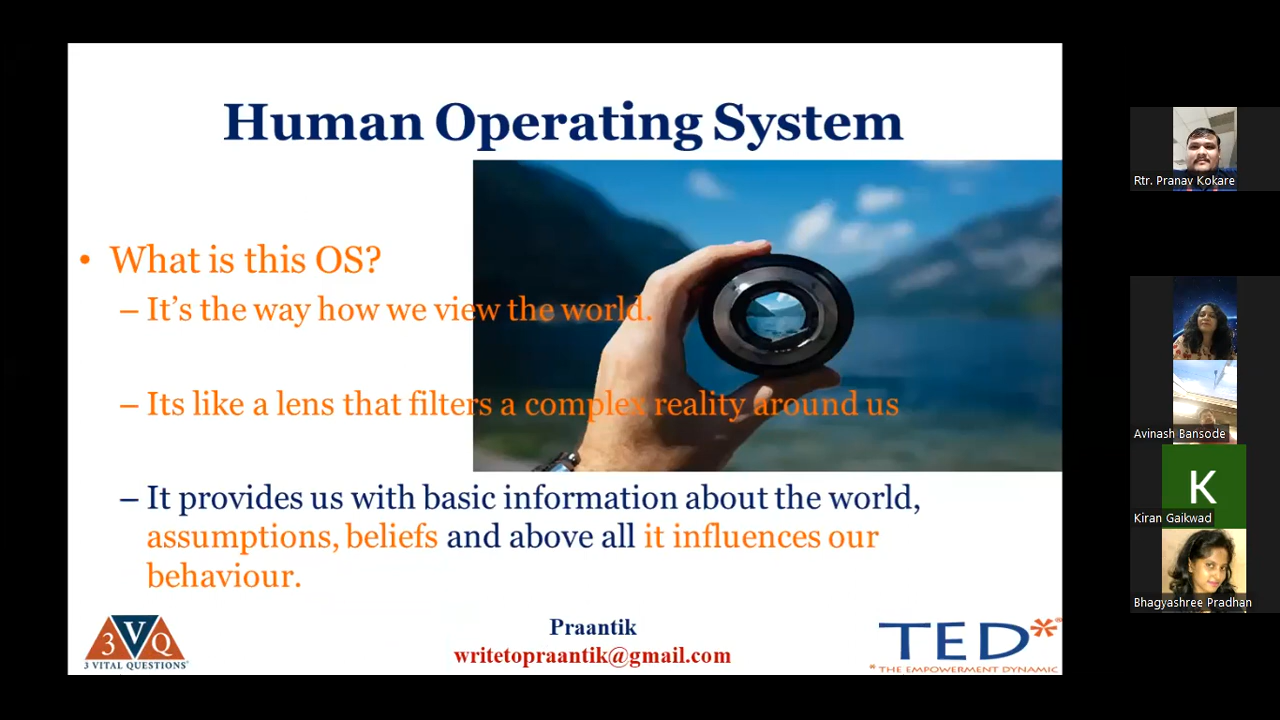 Human Operating System
• What is this OS?
– It’s the way how we view the world.
– Its like a lens that filters a complex reality around us
– It provides us with basic information about the world,
assumptions, beliefs and above all it influences our
behaviour.
3VQ
3 VITAL QUESTIONS®
Praantik
writetopraantik@gmail.com
TED*®
* THE EMPOWERMENT DYNAMIC
Rtr. Pranav Kokare
Avinash Bansode
K
Kiran Gaikwad
Bhagyashree Pradhan